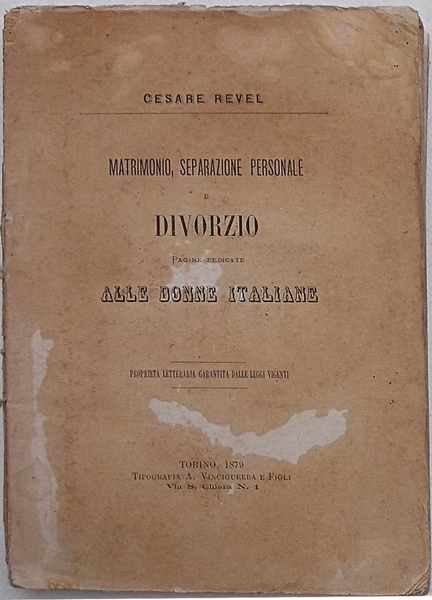 CESARE REVEL
MATRIMONIO, SEPARAZIONE PERSONALE
E
DIVORZIO
PAGINE DEDICATE
ALLE DONNE ITALIANE
PROPRIETÀ LETTERARIA GARANTITA DALLE LEGGI VIGENTI
TORINO, 1879
TIPOGRAFIA A. VINCIGUERRA E FIGLI
Via S. Chiara N. 1